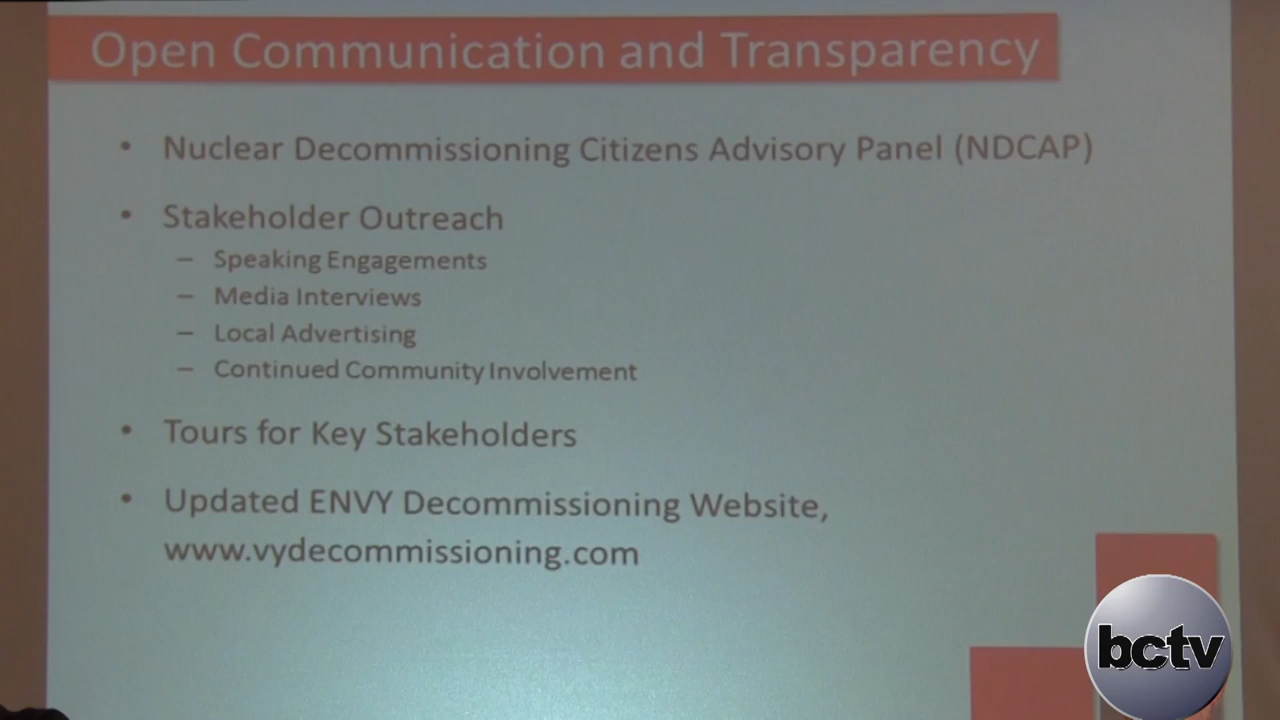 Open Communication and Transparency
• Nuclear Decommissioning Citizens Advisory Panel (NDCAP)
• Stakeholder Outreach
– Speaking Engagements
– Media Interviews
– Local Advertising
– Continued Community Involvement
• Tours for Key Stakeholders
• Updated ENVY Decommissioning Website,
www.vydecommissioning.com
bctv